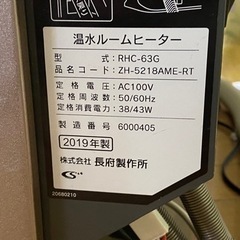 温水ルームヒーター
型式：RHC-63G
品名コード：ZH-5218AME-RT
定格電圧：AC100V
定格周波数：50/60Hz
定格消費電力：38/43W
製造番号 6000405
2019年製
株式会社 長府製作所
20680210